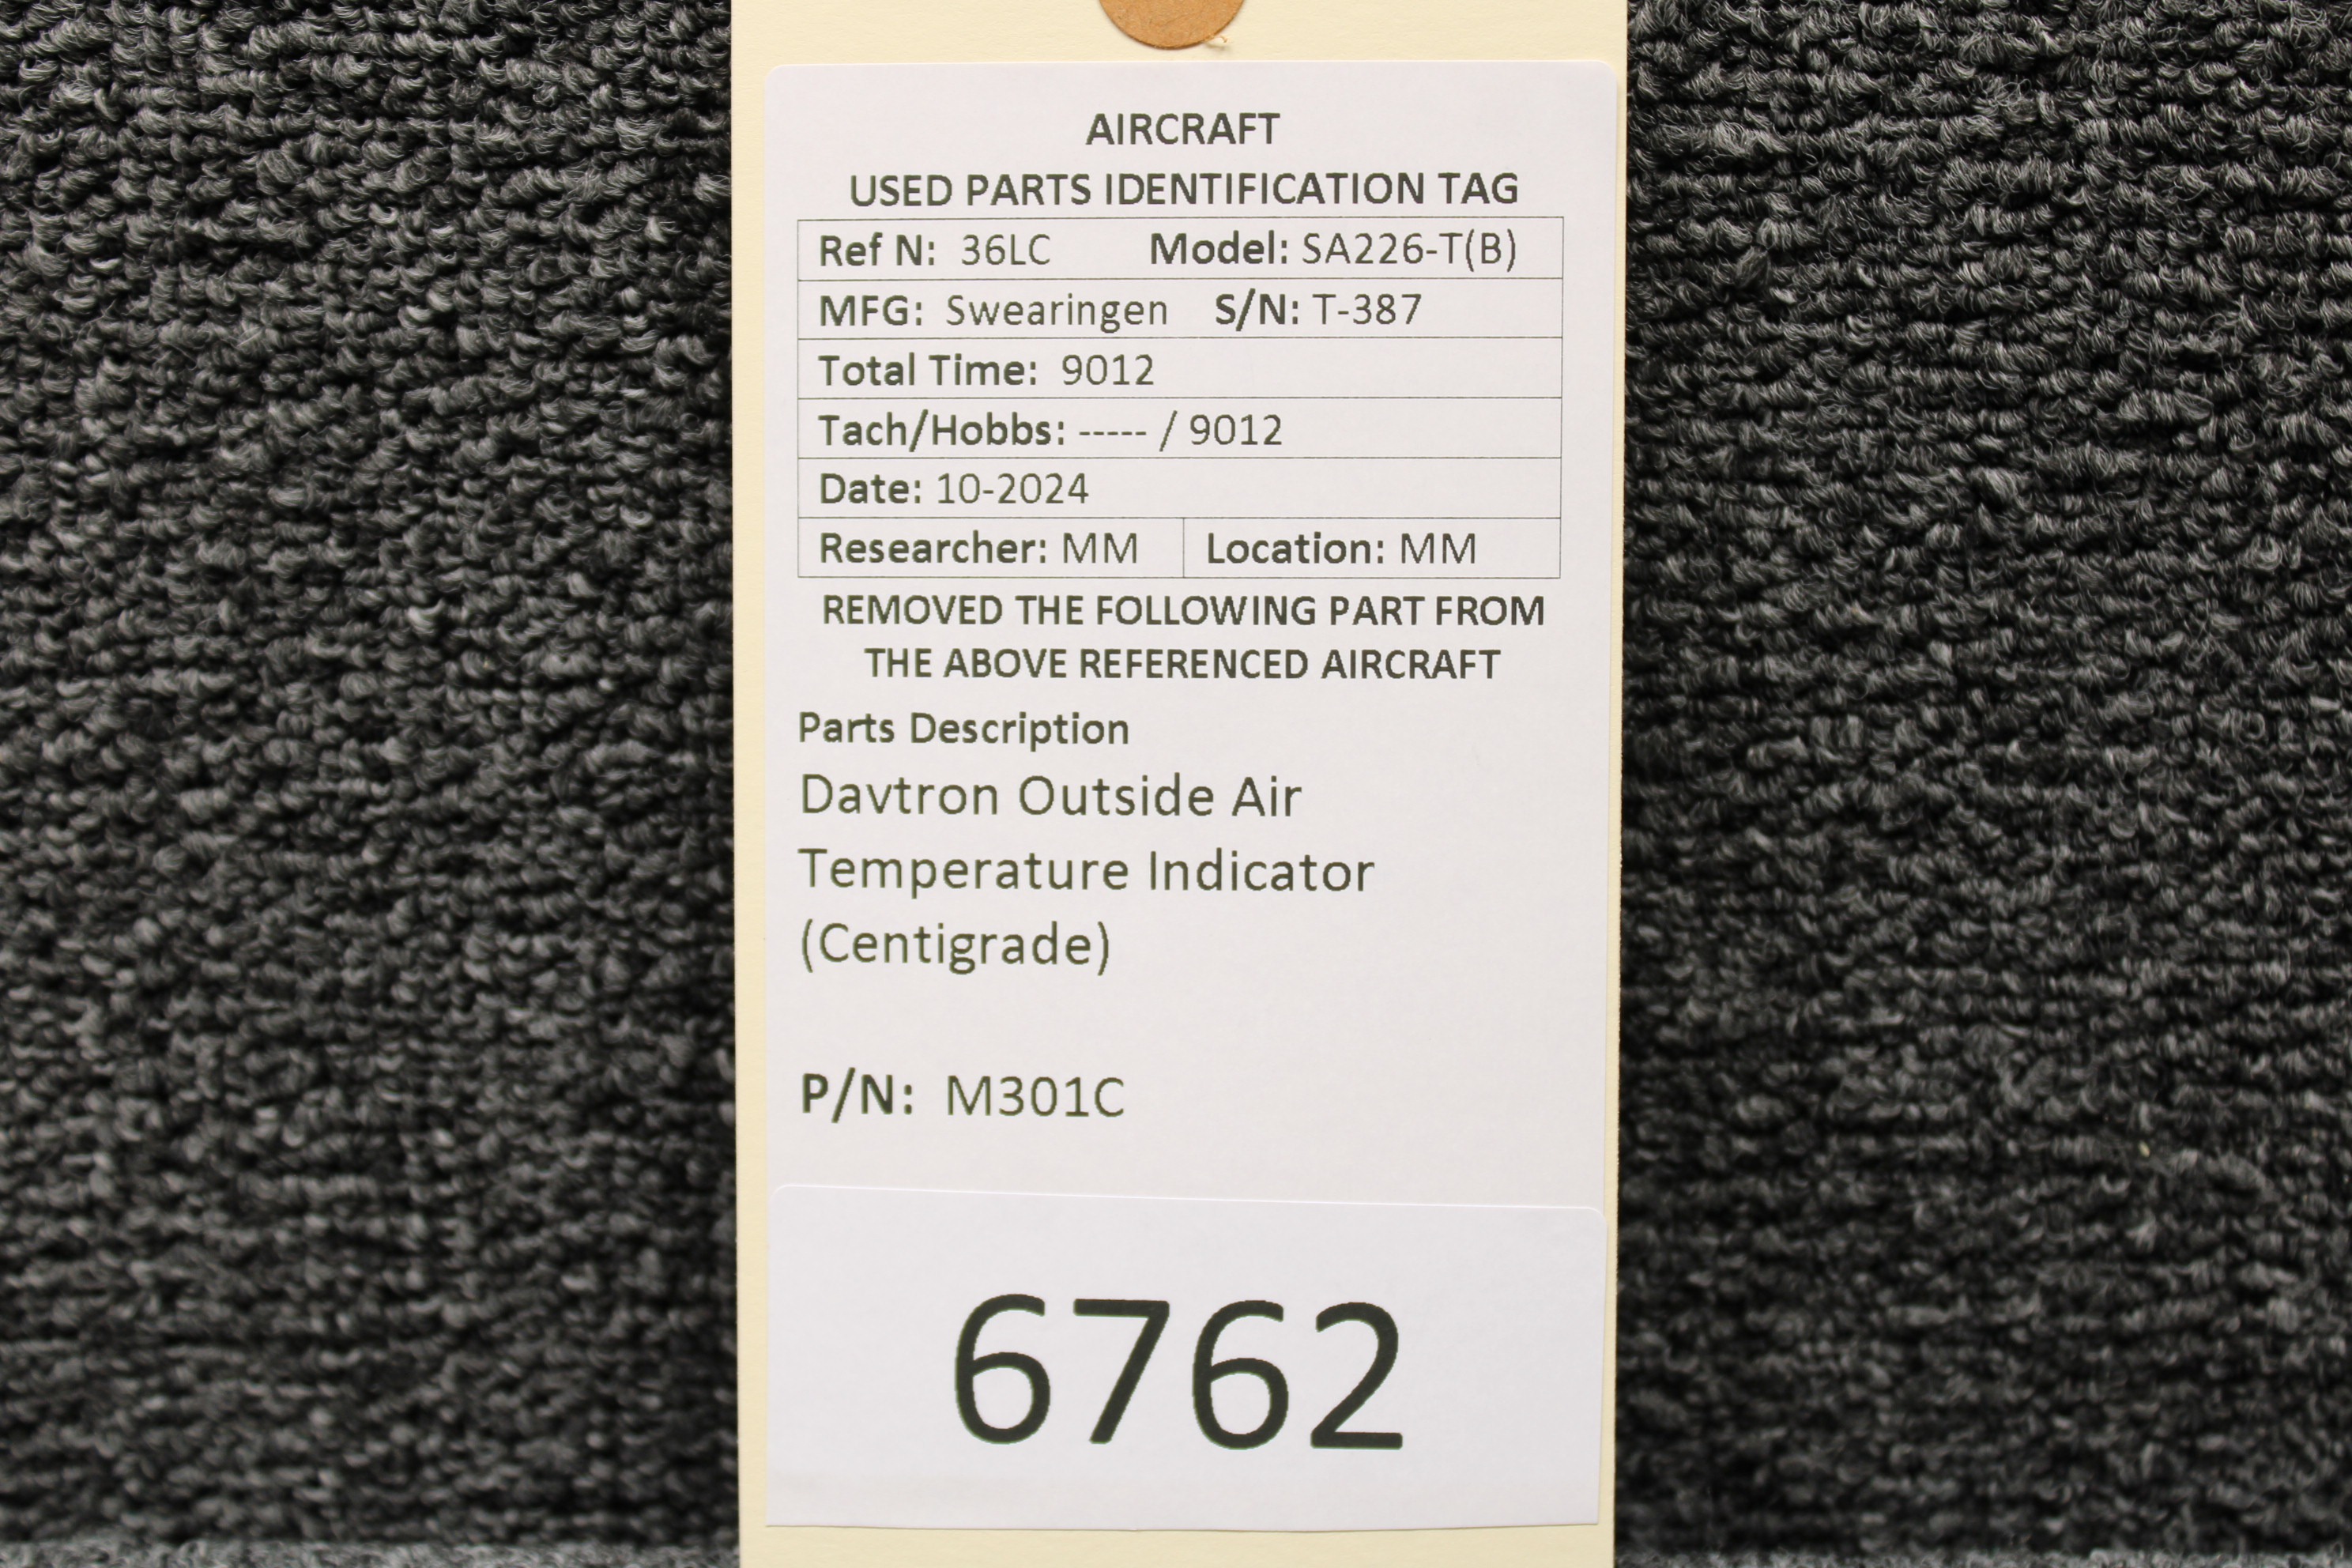 AIRCRAFT
USED PARTS IDENTIFICATION TAG
Ref N: 36LC Model: SA226-T(B)
MFG: Swearingen S/N: T-387
Total Time: 9012
Tach/Hobbs: ----- / 9012
Date: 10-2024
Researcher: MM Location: MM
REMOVED THE FOLLOWING PART FROM
THE ABOVE REFERENCED AIRCRAFT
Parts Description
Davtron Outside Air
Temperature Indicator
(Centigrade)
P/N: M301C
6762